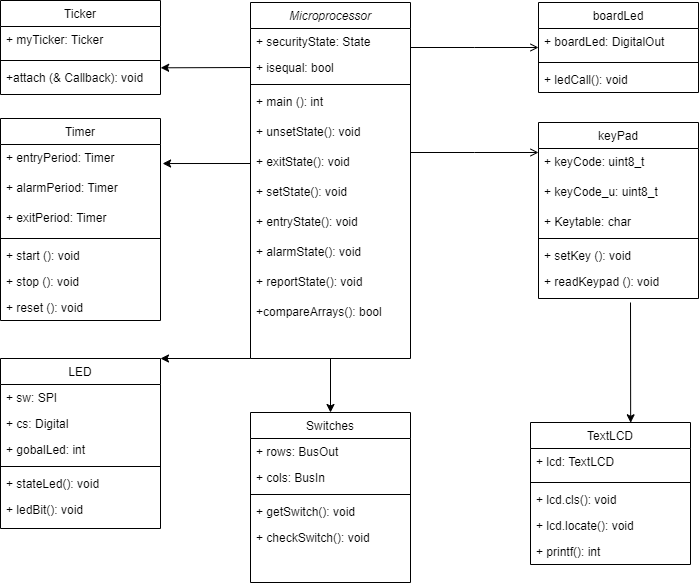 Ticker
+ myTicker: Ticker
+attach (& Callback): void
Timer
+ entryPeriod: Timer
+ alarmPeriod: Timer
+ exitPeriod: Timer
+ start (): void
+ stop (): void
+ reset (): void
LED
+ sw: SPI
+ cs: Digital
+ gobalLed: int
+ stateLed(): void
+ ledBit(): void
Microprocessor
+ securityState: State
+ isequal: bool
+ main (): int
+ unsetState(): void
+ exitState(): void
+ setState(): void
+ entryState(): void
+ alarmState(): void
+ reportState(): void
+compareArrays(): bool
Switches
+ rows: BusOut
+ cols: BusIn
+ getSwitch(): void
+ checkSwitch(): void
boardLed
+ boardLed: DigitalOut
+ ledCall(): void
keyPad
+ keyCode: uint8_t
+ keyCode_u: uint8_t
+ Keytable: char
+ setKey (): void
+ readKeypad (): void
TextLCD
+ lcd: TextLCD
+ lcd.cls(): void
+ lcd.locate(): void
+ printf(): int